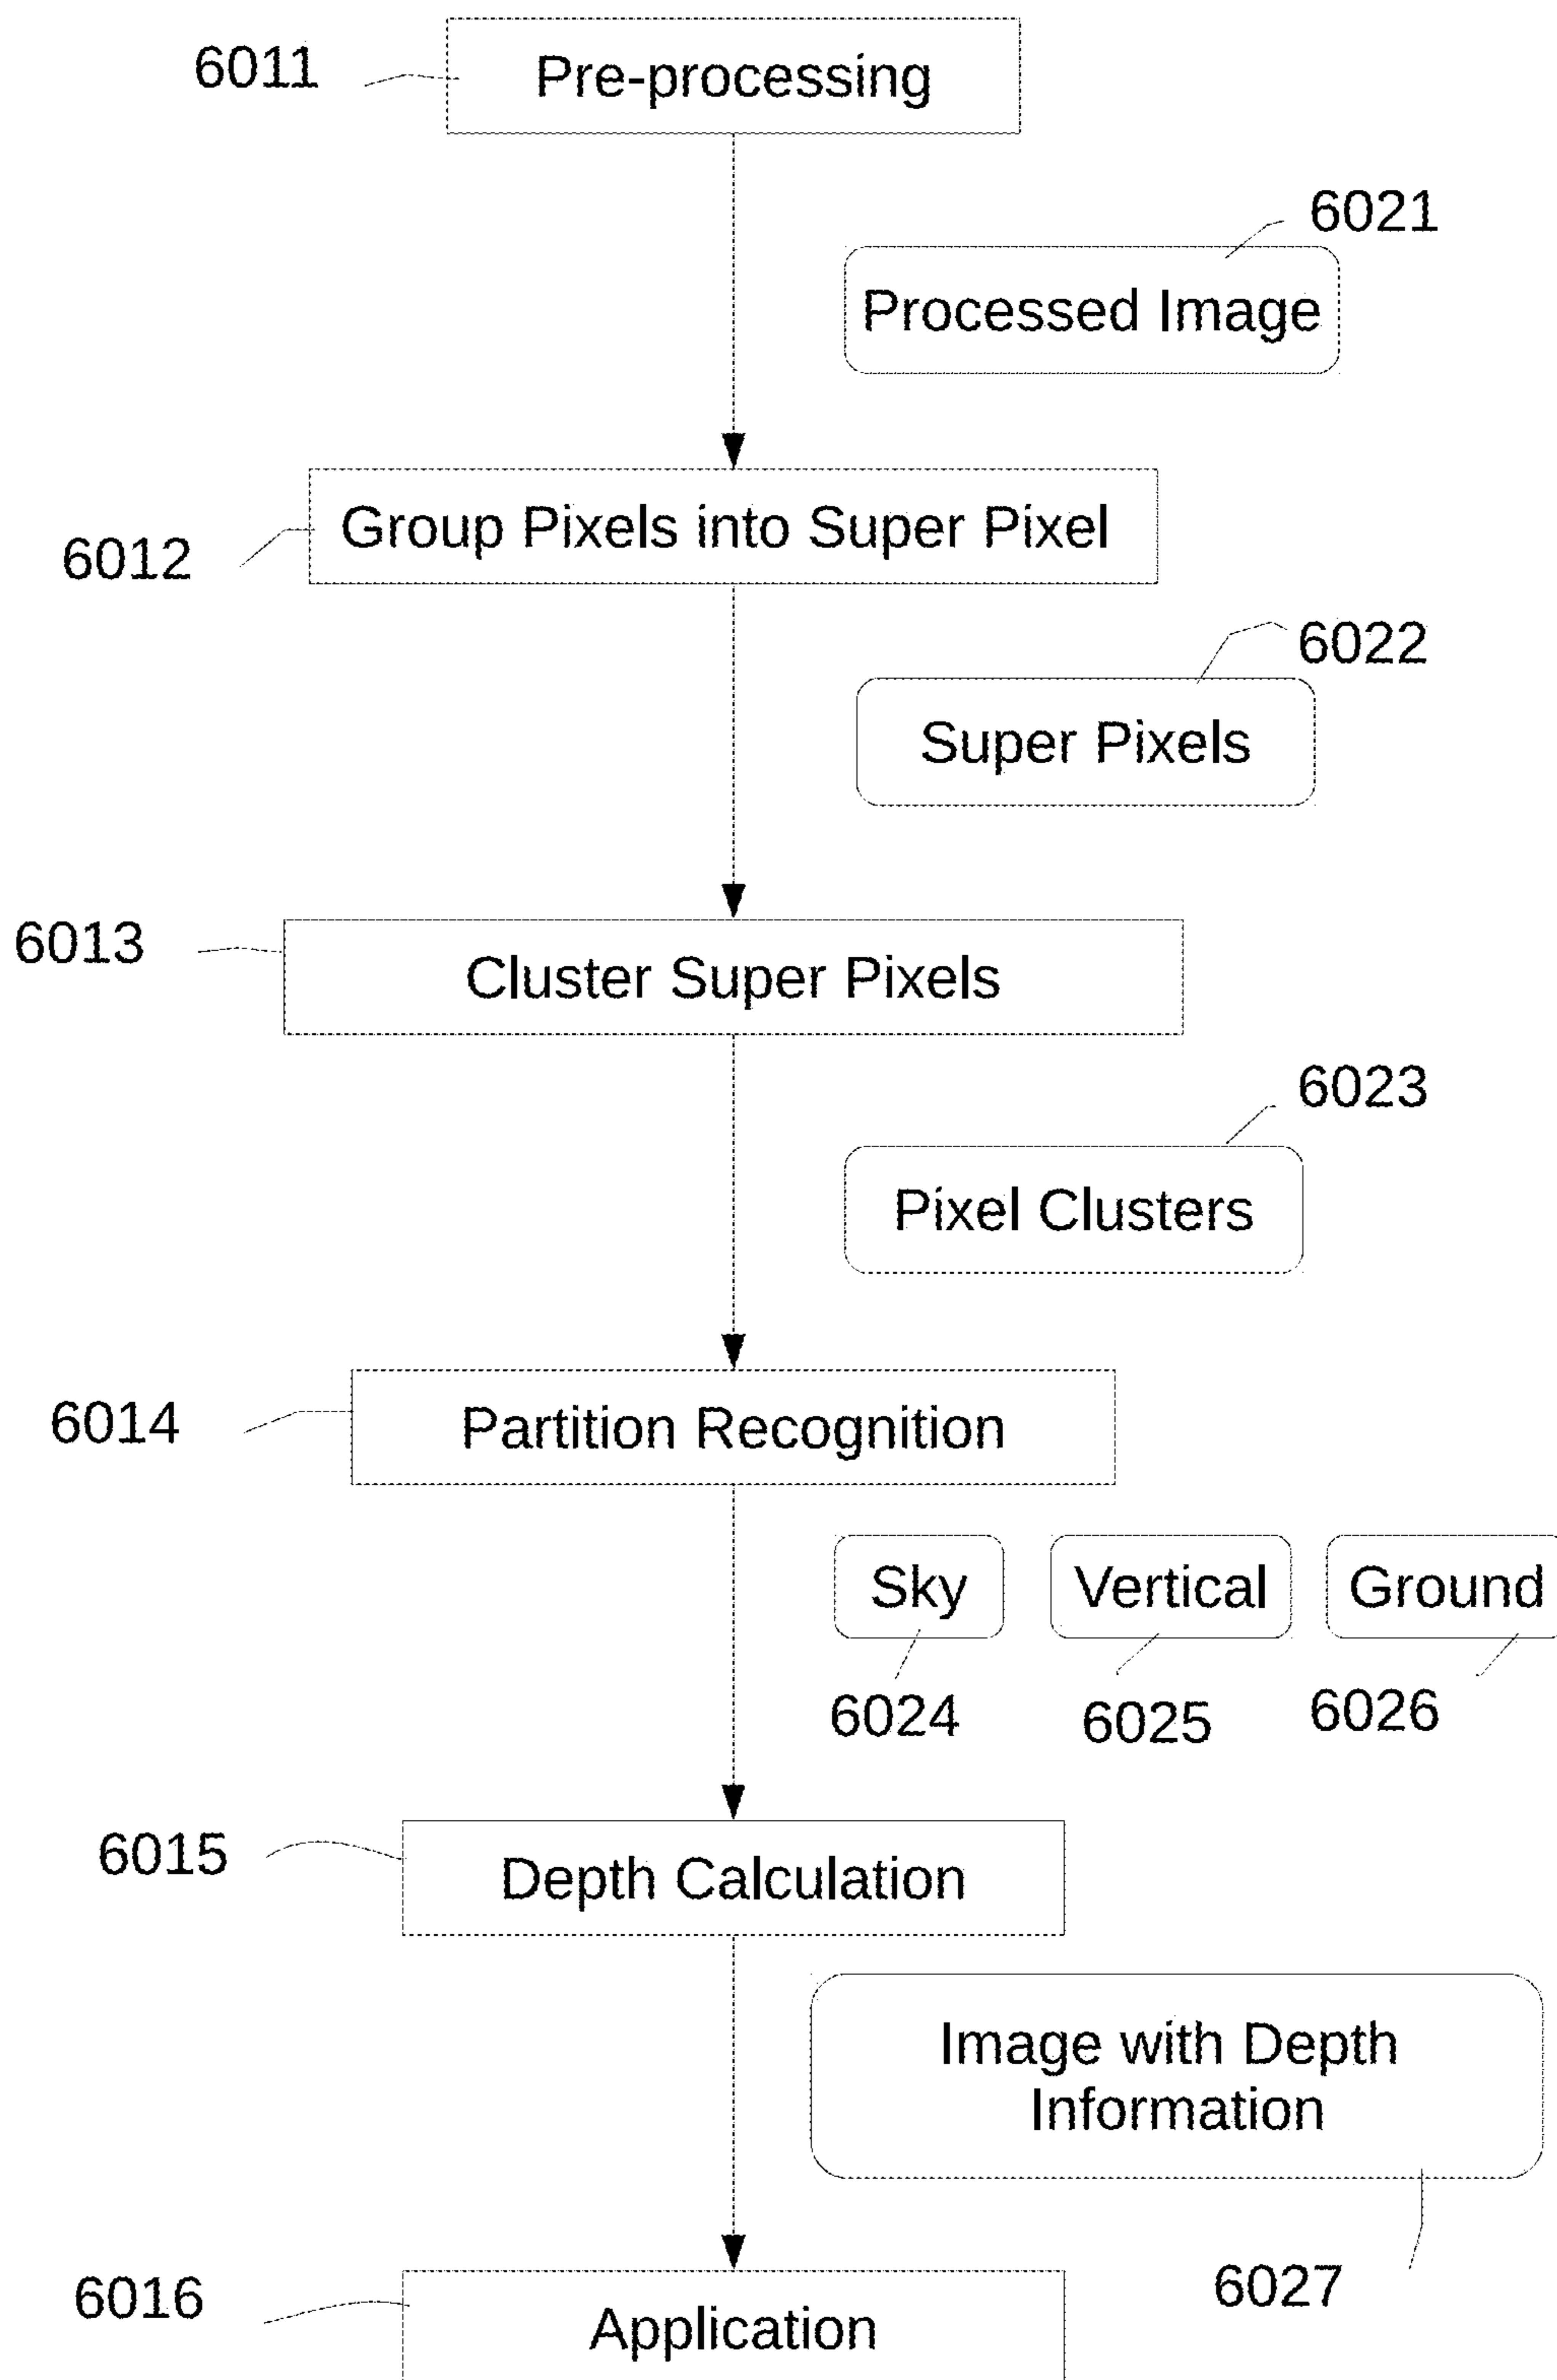 6011
Pre-processing
6021
Processed Image
Group Pixels into Super Pixel
6012
6022
Super Pixels
6013
Cluster Super Pixels
6023
Pixel Clusters
6014
Partition Recognition
Sky
Vertical
Ground
6024
6025
6026
6015
Depth Calculation
Image with Depth
Information
6027
6016
Application